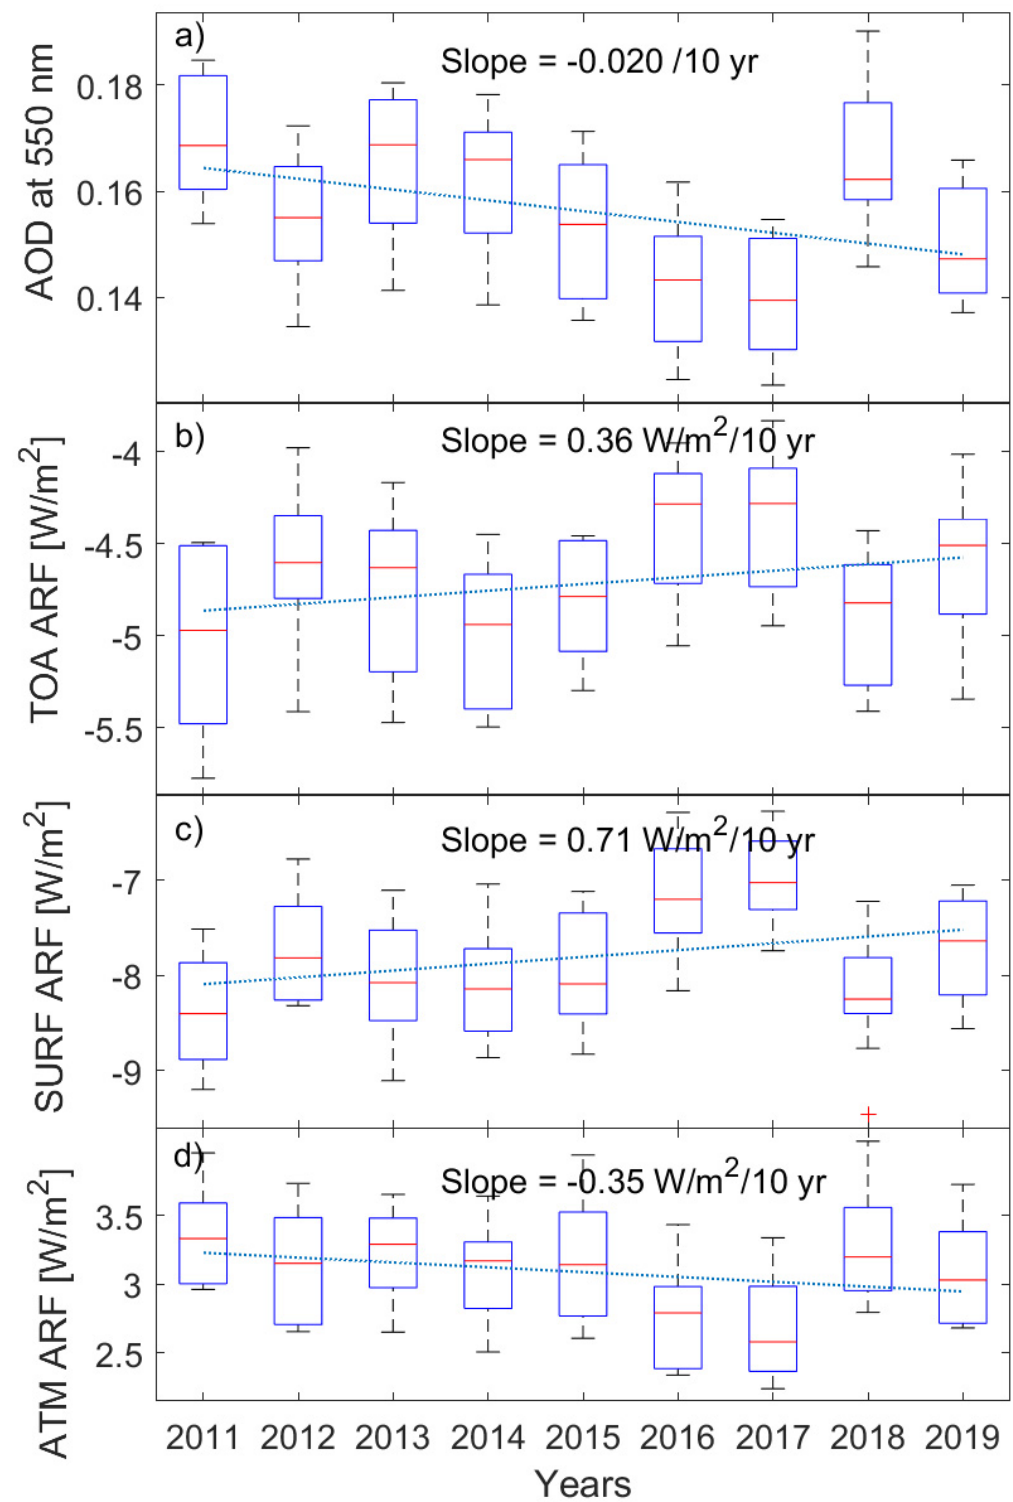 a)
Slope = -0.020 /10 yr
AOD at 550 nm
0.18
0.16
0.14
b)
Slope = 0.36 W/m²/10 yr
TOA ARF [W/m²]
-4
-4.5
-5
-5.5
c)
Slope = 0.71 W/m²/10 yr
SURF ARF [W/m²]
-7
-8
-9
d)
Slope = -0.35 W/m²/10 yr
ATM ARF [W/m²]
3.5
3
2.5
2011 2012 2013 2014 2015 2016 2017 2018 2019
Years